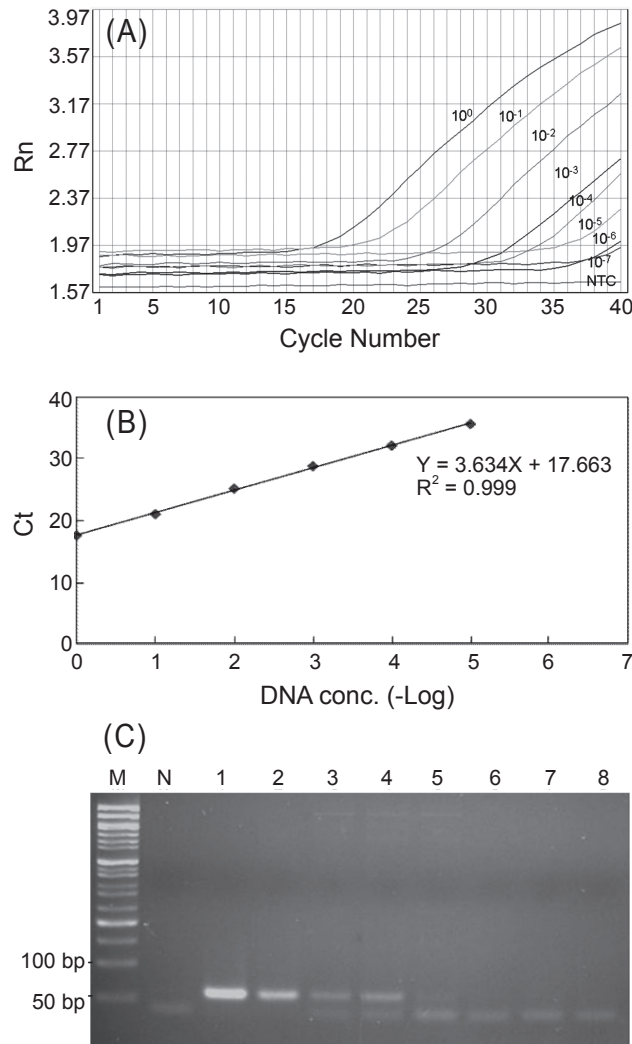 (A)
3.97
3.57
3.17
2.77
2.37
1.97
1.57
Rn
10⁰
10⁻¹
10⁻²
10⁻³
10⁻⁴
10⁻⁵
10⁻⁶
10⁻⁷
NTC
1 5 10 15 20 25 30 35 40
Cycle Number
(B)
40
30
20
10
0
Ct
Y = 3.634X + 17.663
R² = 0.999
0 1 2 3 4 5 6 7
DNA conc. (-Log)
(C)
M N 1 2 3 4 5 6 7 8
100 bp
50 bp